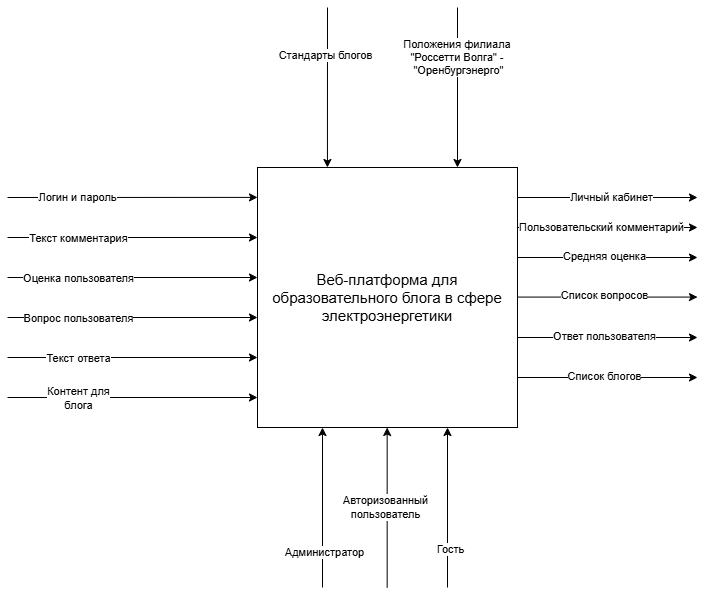 Стандарты блогов
Положения филиала
"Россетти Волга" -
"Оренбургэнерго"
Логин и пароль
Текст комментария
Оценка пользователя
Вопрос пользователя
Текст ответа
Контент для
блога
Веб-платформа для
образовательного блога в сфере
электроэнергетики
Личный кабинет
Пользовательский комментарий
Средняя оценка
Список вопросов
Ответ пользователя
Список блогов
Администратор
Авторизованный
пользователь
Гость